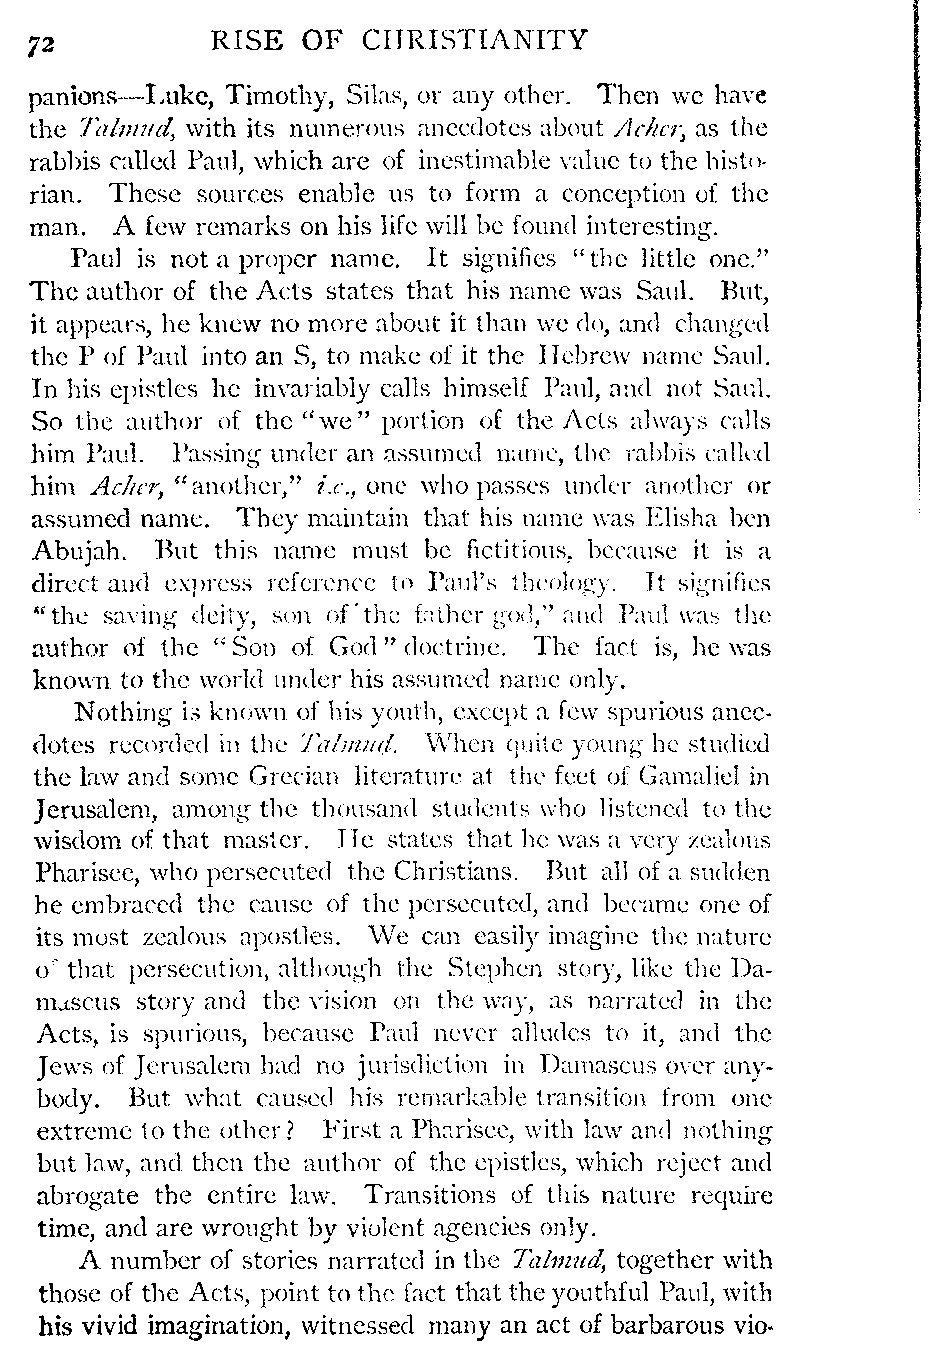 72 RISE OF CHRISTIANITY
panions—Luke, Timothy, Silas, or any other. Then we have
the Talmud, with its numerous anecdotes about Acher, as the
rabbis called Paul, which are of inestimable value to the histo-
rian. These sources enable us to form a conception of the
man. A few remarks on his life will be found interesting.
Paul is not a proper name. It signifies "the little one."
The author of the Acts states that his name was Saul. But,
it appears, he knew no more about it than we do, and changed
the P of Paul into an S, to make of it the Hebrew name Saul.
In his epistles he invariably calls himself Paul, and not Saul.
So the author of the "we" portion of the Acts always calls
him Paul. Passing under an assumed name, the rabbis called
him Acher, "another," i.e., one who passes under another or
assumed name. They maintain that his name was Elisha ben
Abujah. But this name must be fictitious, because it is a
direct and express reference to Paul's theology. It signifies
"the saving deity, son of the father god," and Paul was the
author of the "Son of God" doctrine. The fact is, he was
known to the world under his assumed name only.
Nothing is known of his youth, except a few spurious anec-
dotes recorded in the Talmud. When quite young he studied
the law and some Grecian literature at the feet of Gamaliel in
Jerusalem, among the thousand students who listened to the
wisdom of that master. He states that he was a very zealous
Pharisee, who persecuted the Christians. But all of a sudden
he embraced the cause of the persecuted, and became one of
its most zealous apostles. We can easily imagine the nature
of that persecution, although the Stephen story, like the Da-
mascus story and the vision on the way, as narrated in the
Acts, is spurious, because Paul never alludes to it, and the
Jews of Jerusalem had no jurisdiction in Damascus over any-
body. But what caused his remarkable transition from one
extreme to the other? First a Pharisee, with law and nothing
but law, and then the author of the epistles, which reject and
abrogate the entire law. Transitions of this nature require
time, and are wrought by violent agencies only.
A number of stories narrated in the Talmud, together with
those of the Acts, point to the fact that the youthful Paul, with
his vivid imagination, witnessed many an act of barbarous vio-